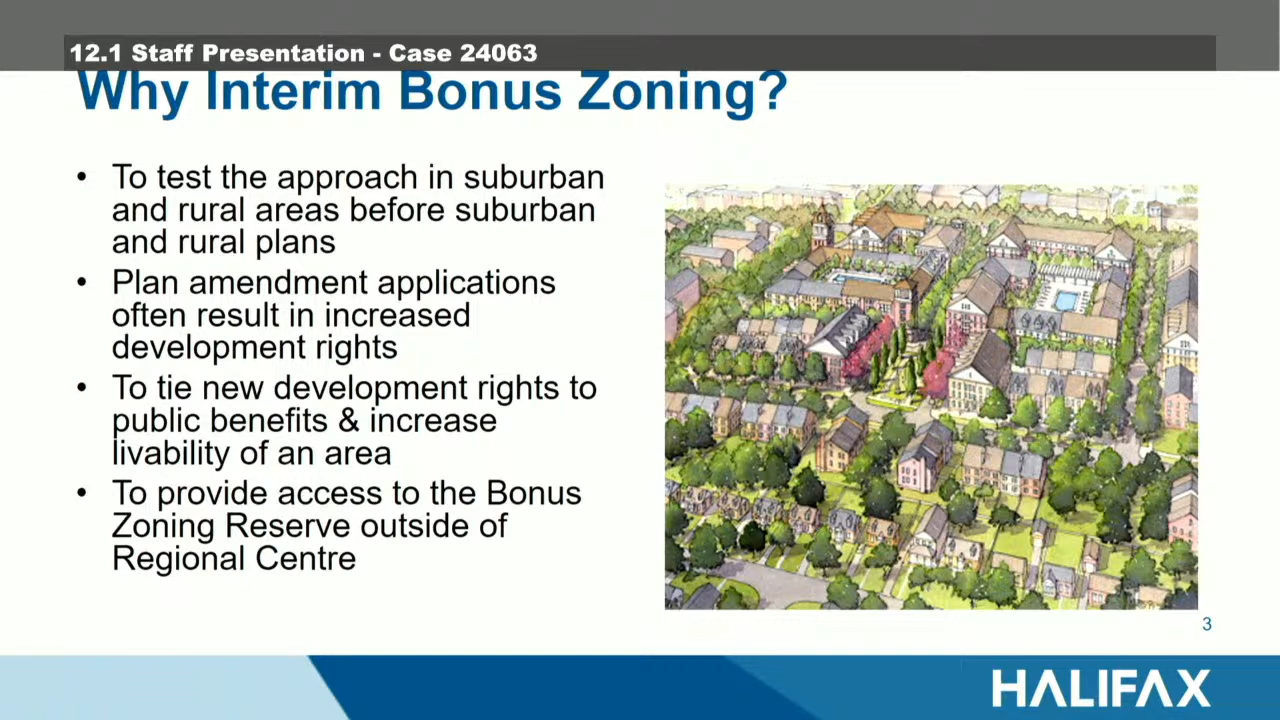 12.1 Staff Presentation - Case 24063
Why Interim Bonus Zoning?
• To test the approach in suburban
and rural areas before suburban
and rural plans
• Plan amendment applications
often result in increased
development rights
• To tie new development rights to
public benefits & increase
livability of an area
• To provide access to the Bonus
Zoning Reserve outside of
Regional Centre
3
HALIFAX